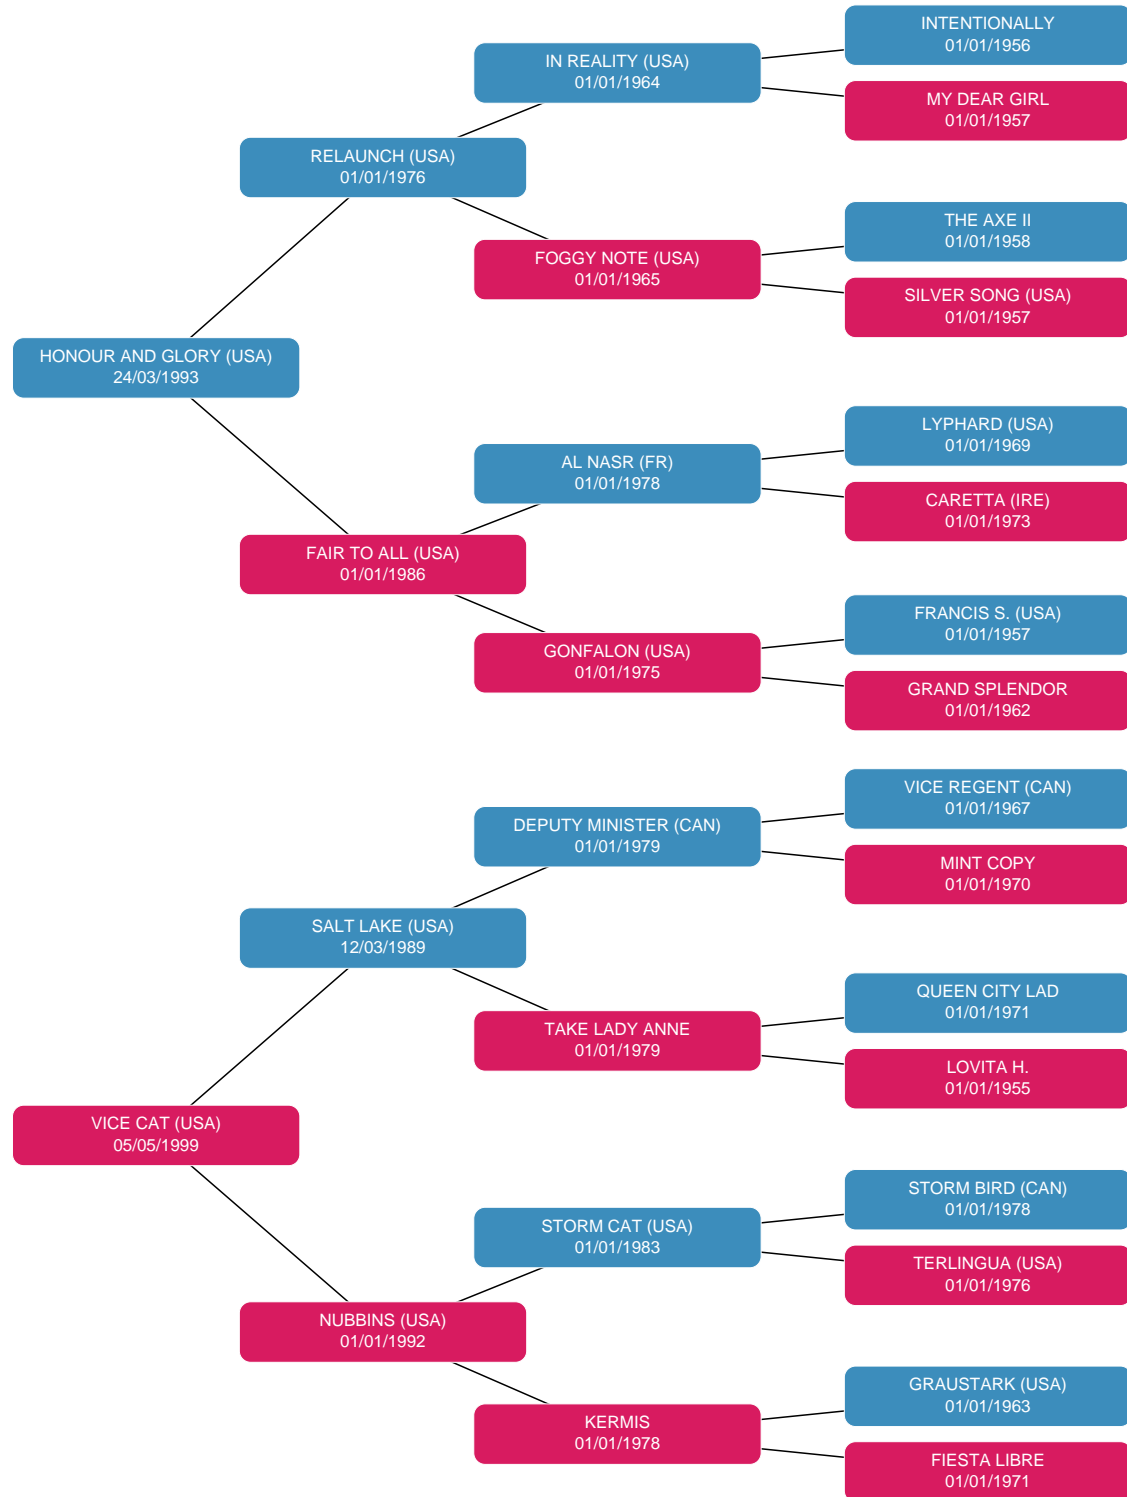 INTENTIONALLY
01/01/1956
IN REALITY (USA)
01/01/1964
MY DEAR GIRL
01/01/1957
RELAUNCH (USA)
01/01/1976
THE AXE II
01/01/1958
FOGGY NOTE (USA)
01/01/1965
SILVER SONG (USA)
01/01/1957
HONOUR AND GLORY (USA)
24/03/1993
LYPHARD (USA)
01/01/1969
AL NASR (FR)
01/01/1978
CARETTA (IRE)
01/01/1973
FAIR TO ALL (USA)
01/01/1986
FRANCIS S. (USA)
01/01/1957
GONFALON (USA)
01/01/1975
GRAND SPLENDOR
01/01/1962
VICE REGENT (CAN)
01/01/1967
DEPUTY MINISTER (CAN)
01/01/1979
MINT COPY
01/01/1970
SALT LAKE (USA)
12/03/1989
QUEEN CITY LAD
01/01/1971
TAKE LADY ANNE
01/01/1979
LOVITA H.
01/01/1955
VICE CAT (USA)
05/05/1999
STORM BIRD (CAN)
01/01/1978
STORM CAT (USA)
01/01/1983
TERLINGUA (USA)
01/01/1976
NUBBINS (USA)
01/01/1992
GRAUSTARK (USA)
01/01/1963
KERMIS
01/01/1978
FIESTA LIBRE
01/01/1971